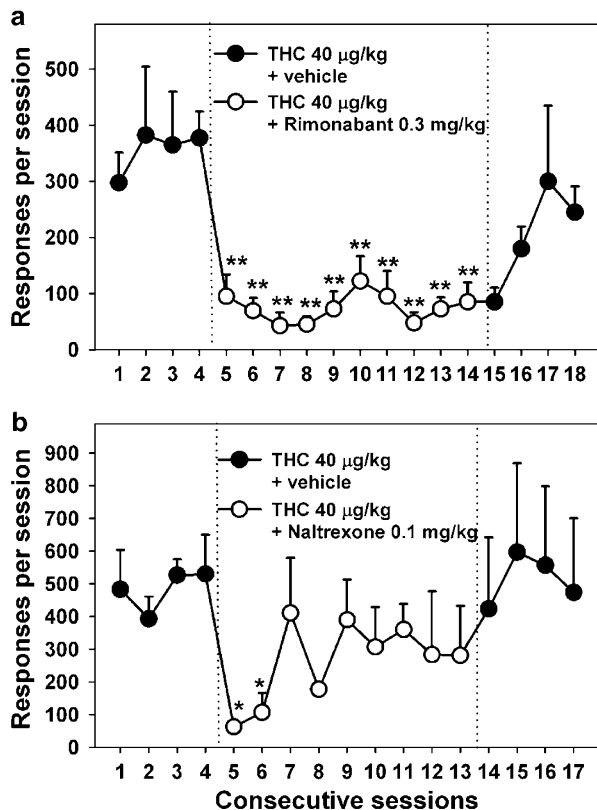 a
Responses per session
500
400
300
200
100
0
THC 40 μg/kg
+ vehicle
THC 40 μg/kg
+ Rimonabant 0.3 mg/kg
** ** ** ** ** ** ** ** ** **
1 2 3 4 5 6 7 8 9 10 11 12 13 14 15 16 17 18
b
Responses per session
900
800
700
600
500
400
300
200
100
0
THC 40 μg/kg
+ vehicle
THC 40 μg/kg
+ Naltrexone 0.1 mg/kg
* *
1 2 3 4 5 6 7 8 9 10 11 12 13 14 15 16 17
Consecutive sessions